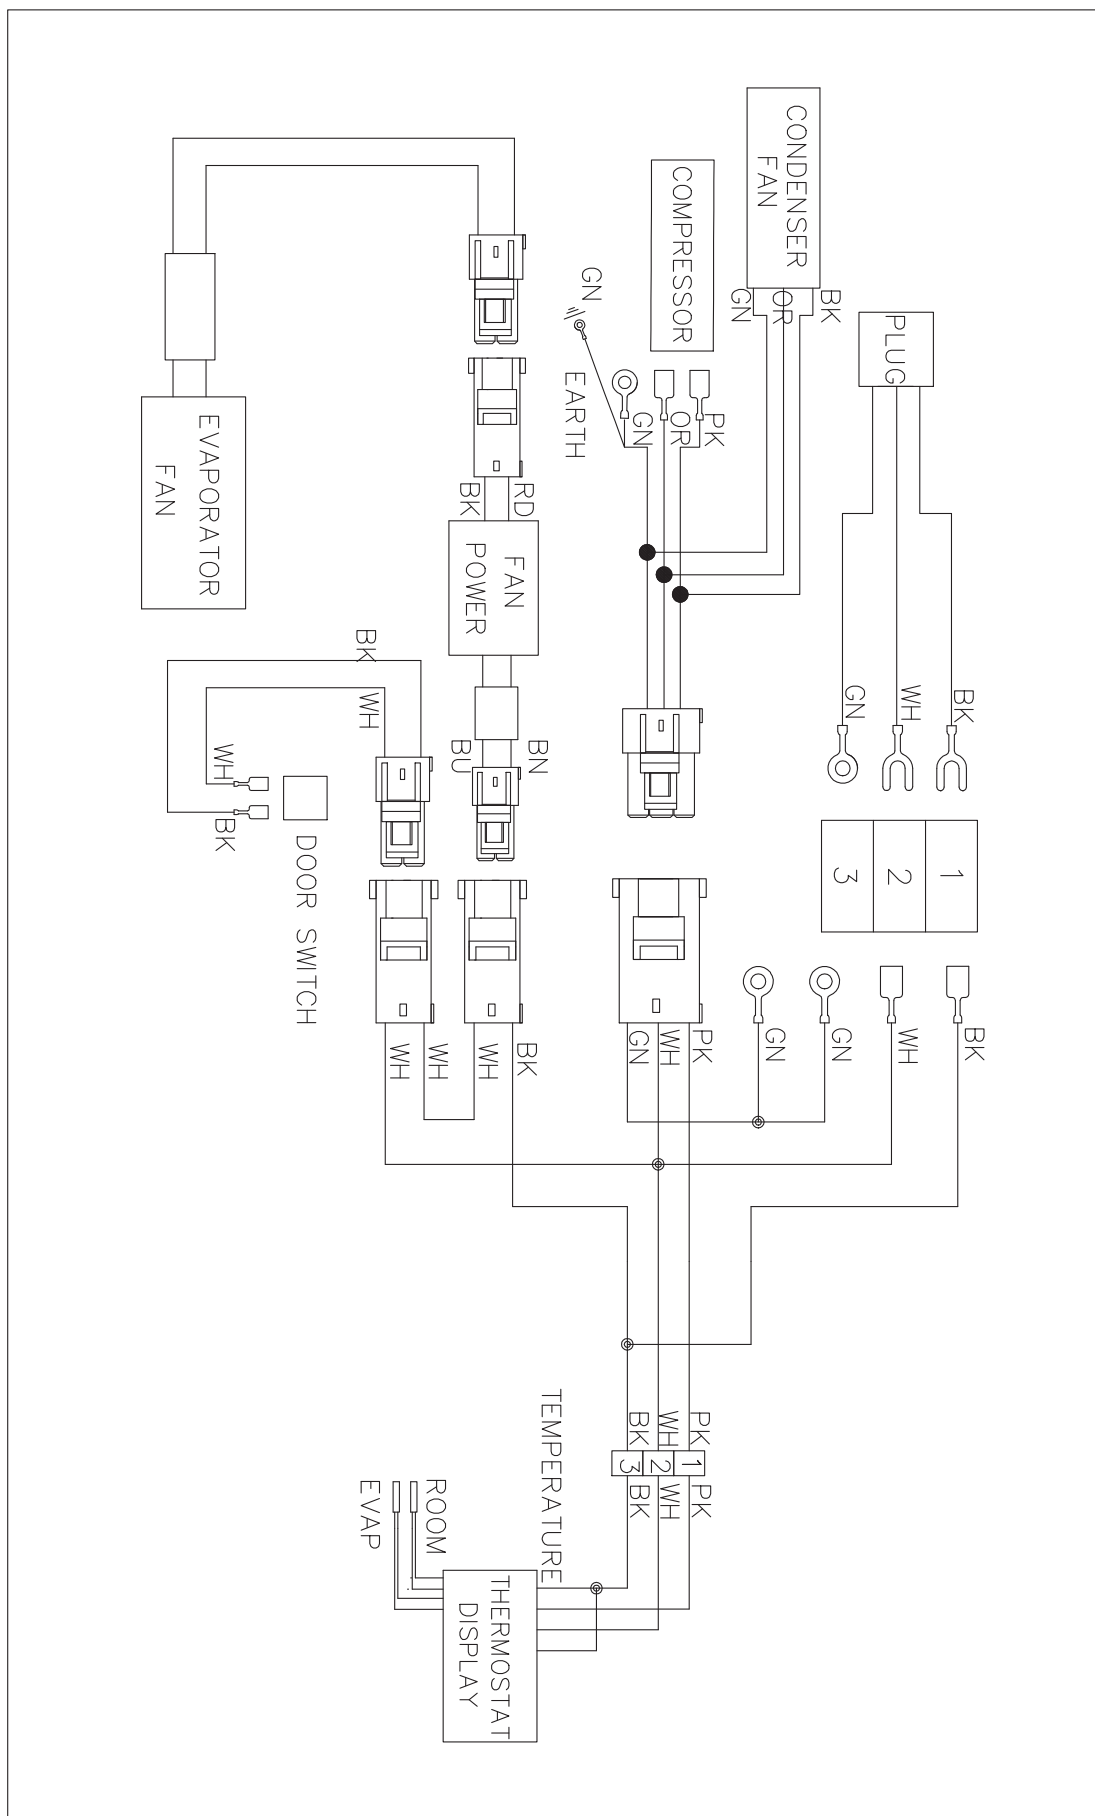 PLUG
BK
WH
GN
1
2
3
BK
WH
GN
GN
CONDENSER
FAN
BK
OR
GN
COMPRESSOR
PK
OR
GN
GN
EARTH
PK
WH
GN
PK
WH
BK
1
2
3
PK
WH
BK
TEMPERATURE
THERMOSTAT
DISPLAY
ROOM
EVAP
RD
BK
FAN
POWER
BN
BU
BK
WH
WH
WH
BK
WH
WH
BK
DOOR SWITCH
EVAPORATOR
FAN